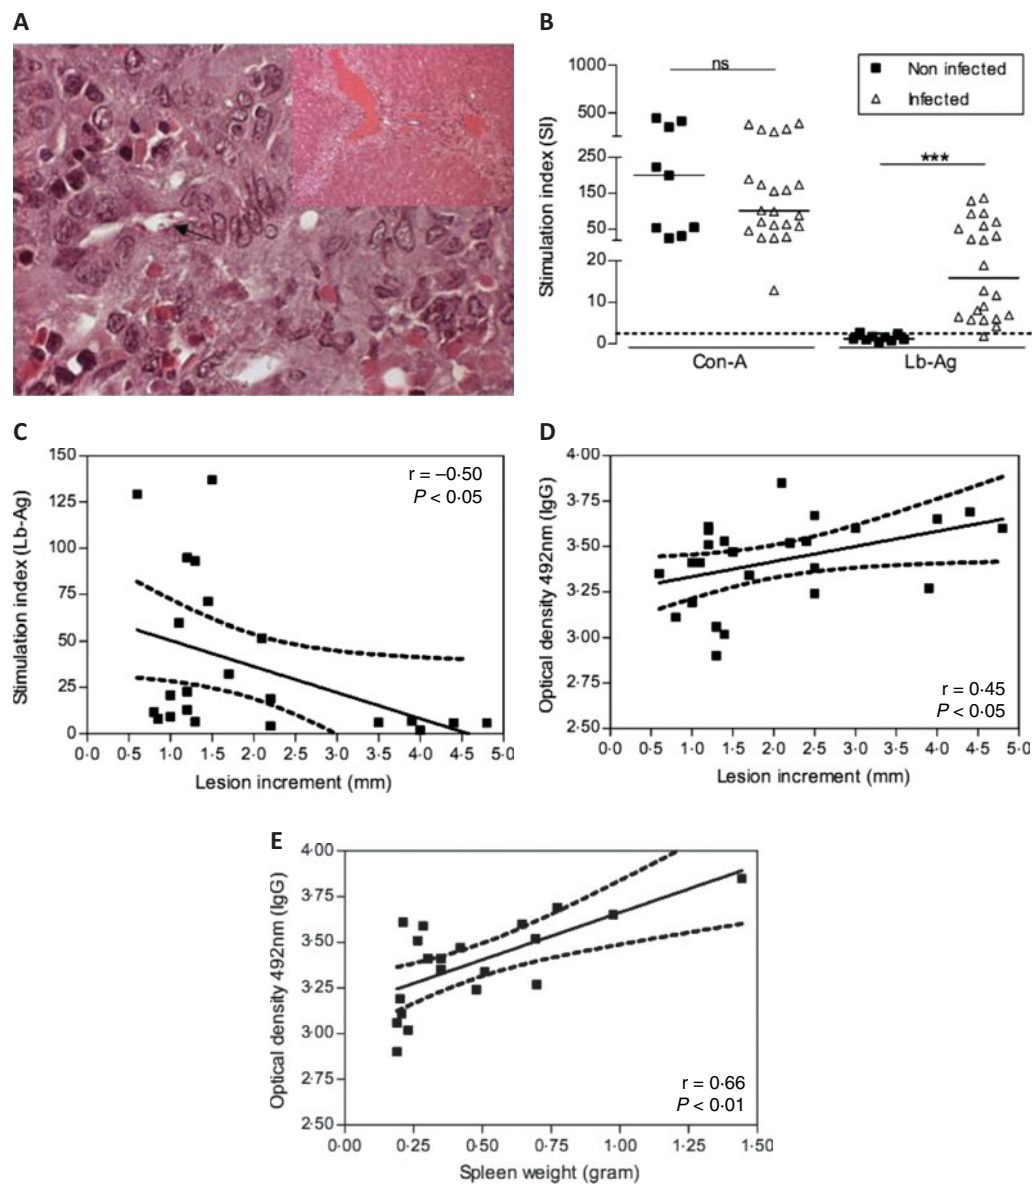 A
B
1000
500
250
150
50
20
10
0
Stimulation index (SI)
ns
***
Non infected
Infected
Con-A
Lb-Ag
C
150
125
100
75
50
25
0
Stimulation index (Lb-Ag)
r = –0·50
P < 0·05
0·0 0·5 1·0 1·5 2·0 2·5 3·0 3·5 4·0 4·5 5·0
Lesion increment (mm)
D
4·00
3·75
3·50
3·25
3·00
2·75
2·50
Optical density 492nm (IgG)
r = 0·45
P < 0·05
0·0 0·5 1·0 1·5 2·0 2·5 3·0 3·5 4·0 4·5 5·0
Lesion increment (mm)
E
4·00
3·75
3·50
3·25
3·00
2·75
2·50
Optical density 492nm (IgG)
r = 0·66
P < 0·01
0·00 0·25 0·50 0·75 1·00 1·25 1·50
Spleen weight (gram)